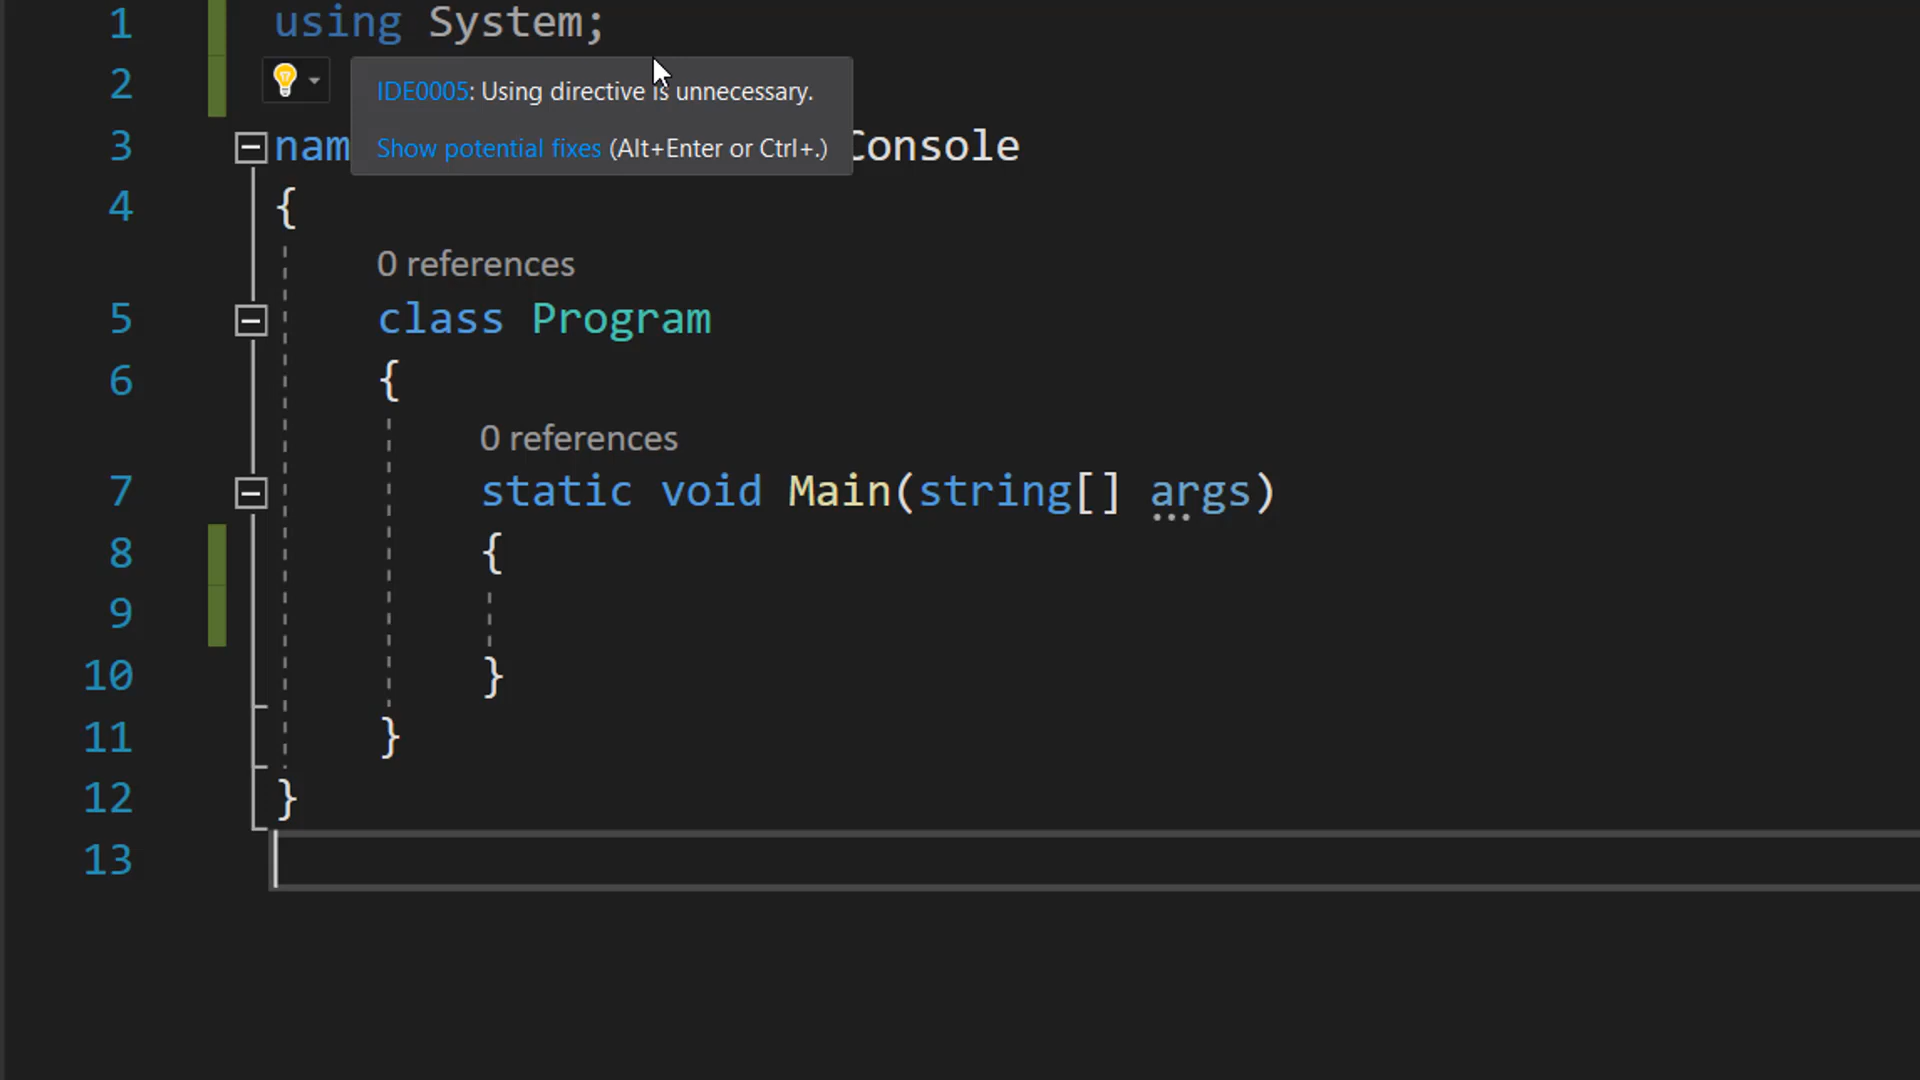 1 using System;
2
IDE0005: Using directive is unnecessary.
Show potential fixes (Alt+Enter or Ctrl+.)
3 nam Console
4 {
0 references
5 class Program
6 {
0 references
7 static void Main(string[] args)
8 {
9
10 }
11 }
12 }
13